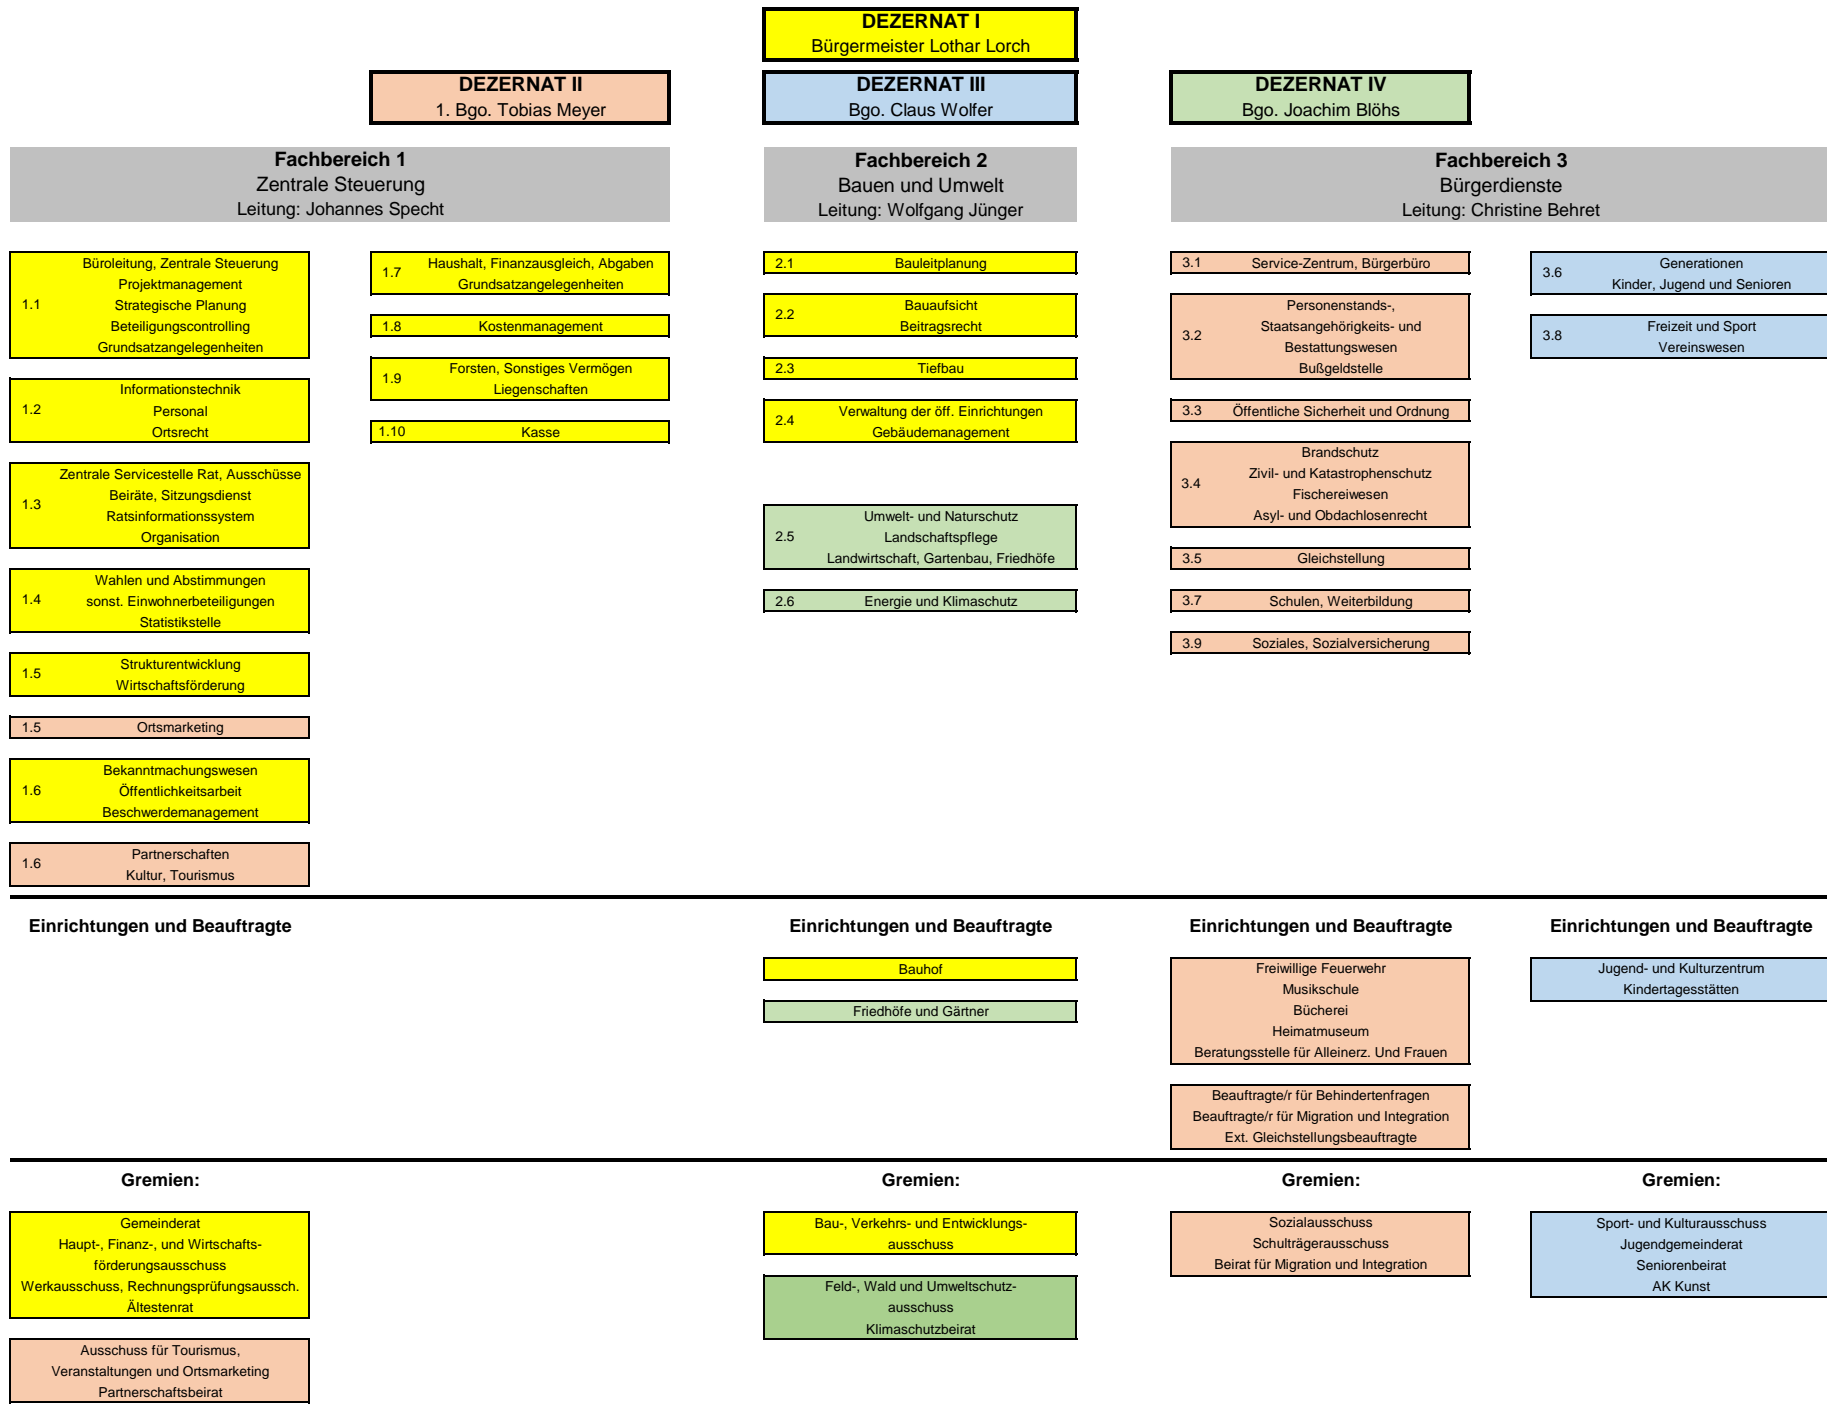 DEZERNAT I
Bürgermeister Lothar Lorch
DEZERNAT II
1. Bgo. Tobias Meyer
DEZERNAT III
Bgo. Claus Wolfer
DEZERNAT IV
Bgo. Joachim Blöhs
Fachbereich 1
Zentrale Steuerung
Leitung: Johannes Specht
Fachbereich 2
Bauen und Umwelt
Leitung: Wolfgang Jünger
Fachbereich 3
Bürgerdienste
Leitung: Christine Behret
1.1
Büroleitung, Zentrale Steuerung
Projektmanagement
Strategische Planung
Beteiligungscontrolling
Grundsatzangelegenheiten
1.2
Informationstechnik
Personal
Ortsrecht
1.3
Zentrale Servicestelle Rat, Ausschüsse
Beiräte, Sitzungsdienst
Ratsinformationssystem
Organisation
1.4
Wahlen und Abstimmungen
sonst. Einwohnerbeteiligungen
Statistikstelle
1.5
Strukturentwicklung
Wirtschaftsförderung
1.5 Ortsmarketing
1.6
Bekanntmachungswesen
Öffentlichkeitsarbeit
Beschwerdemanagement
1.6
Partnerschaften
Kultur, Tourismus
1.7
Haushalt, Finanzausgleich, Abgaben
Grundsatzangelegenheiten
1.8 Kostenmanagement
1.9
Forsten, Sonstiges Vermögen
Liegenschaften
1.10 Kasse
2.1 Bauleitplanung
2.2
Bauaufsicht
Beitragsrecht
2.3 Tiefbau
2.4
Verwaltung der öff. Einrichtungen
Gebäudemanagement
2.5
Umwelt- und Naturschutz
Landschaftspflege
Landwirtschaft, Gartenbau, Friedhöfe
2.6 Energie und Klimaschutz
3.1 Service-Zentrum, Bürgerbüro
3.2
Personenstands-,
Staatsangehörigkeits- und
Bestattungswesen
Bußgeldstelle
3.3 Öffentliche Sicherheit und Ordnung
3.4
Brandschutz
Zivil- und Katastrophenschutz
Fischereiwesen
Asyl- und Obdachlosenrecht
3.5 Gleichstellung
3.7 Schulen, Weiterbildung
3.9 Soziales, Sozialversicherung
3.6
Generationen
Kinder, Jugend und Senioren
3.8
Freizeit und Sport
Vereinswesen
Einrichtungen und Beauftragte
Einrichtungen und Beauftragte
Bauhof
Friedhöfe und Gärtner
Einrichtungen und Beauftragte
Freiwillige Feuerwehr
Musikschule
Bücherei
Heimatmuseum
Beratungsstelle für Alleinerz. Und Frauen
Beauftragte/r für Behindertenfragen
Beauftragte/r für Migration und Integration
Ext. Gleichstellungsbeauftragte
Einrichtungen und Beauftragte
Jugend- und Kulturzentrum
Kindertagesstätten
Gremien:
Gemeinderat
Haupt-, Finanz-, und Wirtschafts-
förderungsausschuss
Werkausschuss, Rechnungsprüfungsaussch.
Ältestenrat
Ausschuss für Tourismus,
Veranstaltungen und Ortsmarketing
Partnerschaftsbeirat
Gremien:
Bau-, Verkehrs- und Entwicklungs-
ausschuss
Feld-, Wald und Umweltschutz-
ausschuss
Klimaschutzbeirat
Gremien:
Sozialausschuss
Schulträgerausschuss
Beirat für Migration und Integration
Gremien:
Sport- und Kulturausschuss
Jugendgemeinderat
Seniorenbeirat
AK Kunst